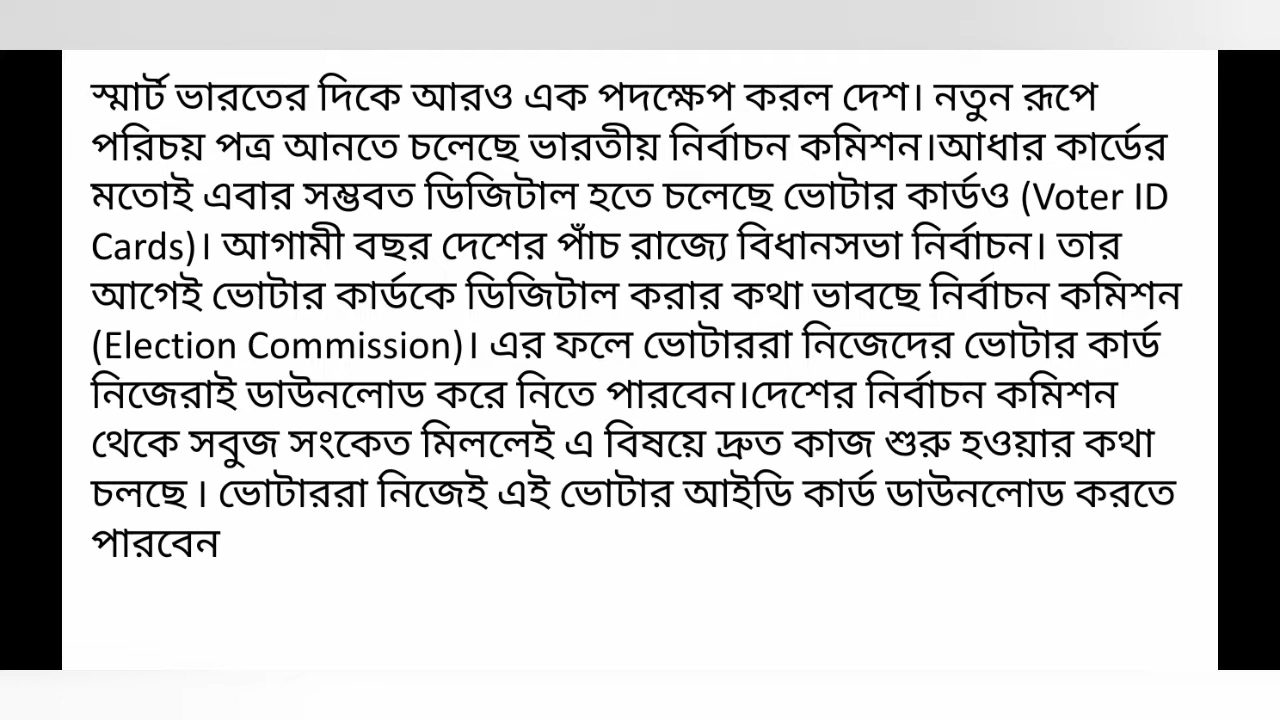 স্মার্ট ভারতের দিকে আরও এক পদক্ষেপ করল দেশ। নতুন রূপে
পরিচয় পত্র আনতে চলেছে ভারতীয় নির্বাচন কমিশন।আধার কার্ডের
মতোই এবার সম্ভবত ডিজিটাল হতে চলেছে ভোটার কার্ডও (Voter ID
Cards)। আগামী বছর দেশের পাঁচ রাজ্যে বিধানসভা নির্বাচন। তার
আগেই ভোটার কার্ডকে ডিজিটাল করার কথা ভাবছে নির্বাচন কমিশন
(Election Commission)। এর ফলে ভোটাররা নিজেদের ভোটার কার্ড
নিজেরাই ডাউনলোড করে নিতে পারবেন।দেশের নির্বাচন কমিশন
থেকে সবুজ সংকেত মিললেই এ বিষয়ে দ্রুত কাজ শুরু হওয়ার কথা
চলছে । ভোটাররা নিজেই এই ভোটার আইডি কার্ড ডাউনলোড করতে
পারবেন